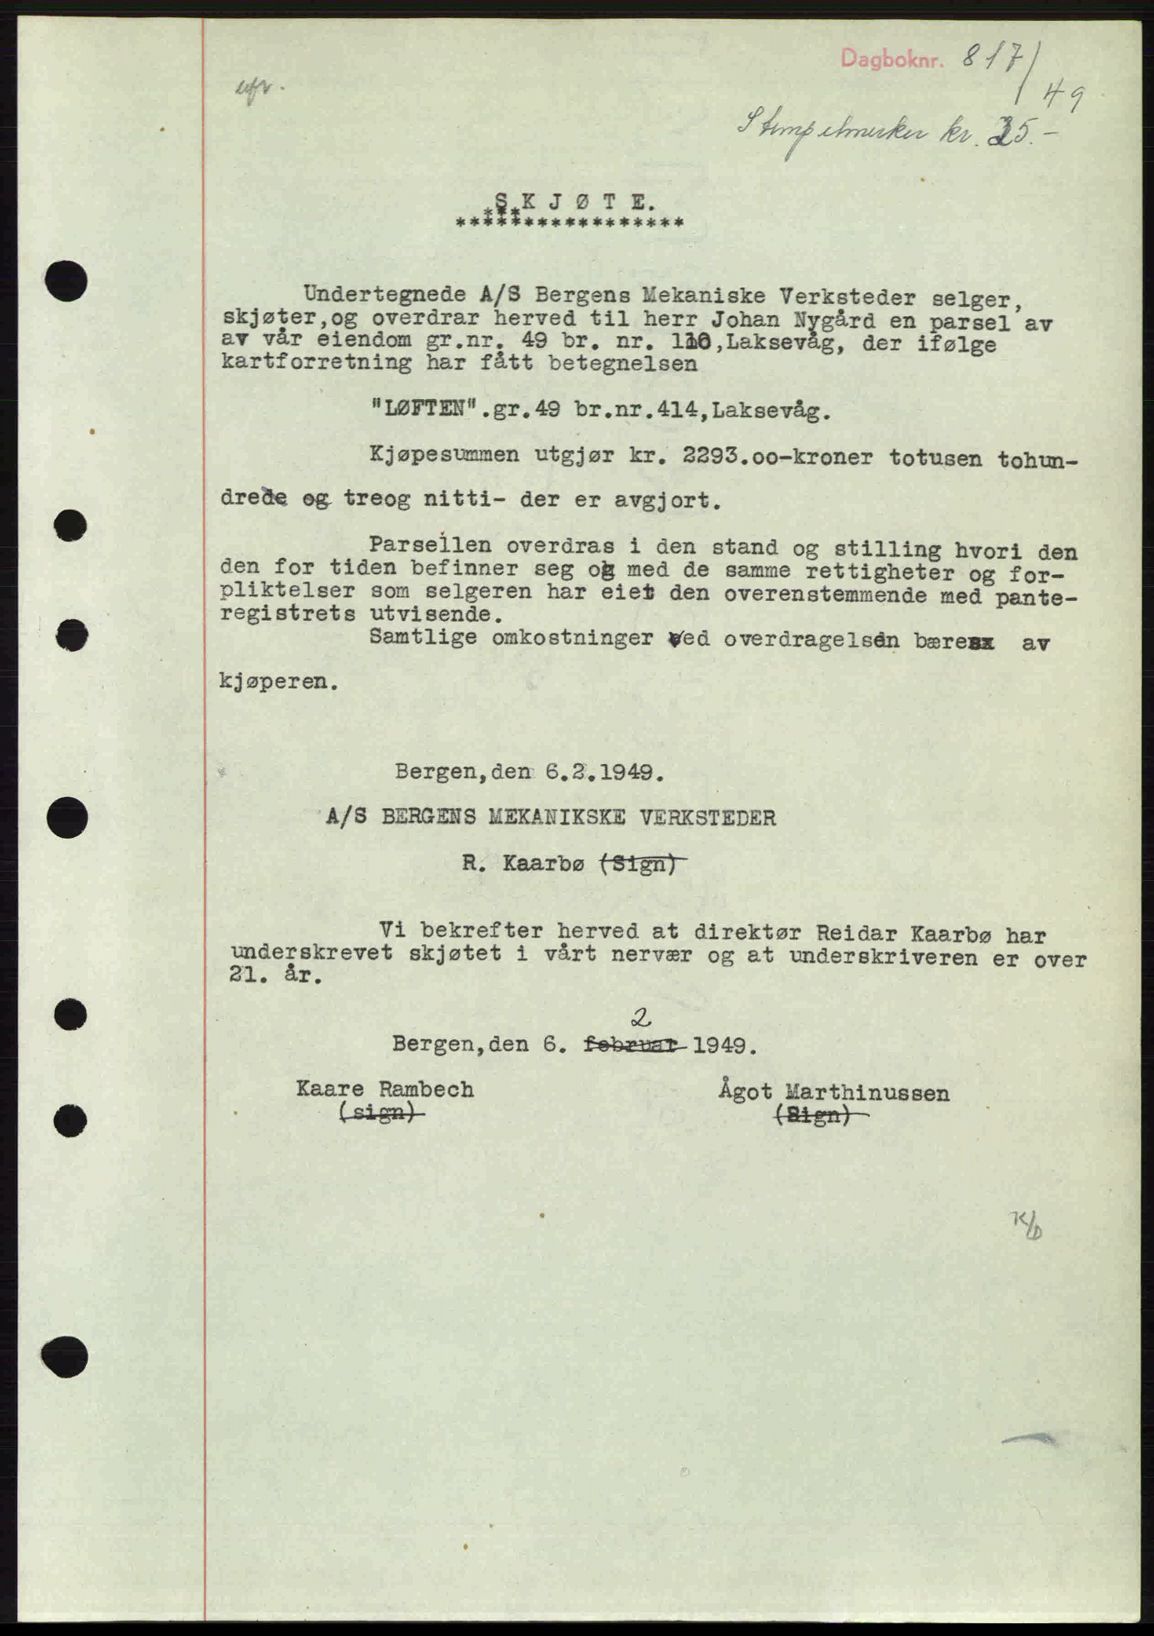 Dagboknr. 817/49
Stempelmerker kr. 35.-
S K J Ø T E.
*****************
Undertegnede A/S Bergens Mekaniske Verksteder selger,
skjøter,og overdrar herved til herr Johan Nygård en parsel av
av vår eiendom gr.nr. 49 br. nr. 110,Laksevåg, der ifølge
kartforretning har fått betegnelsen
"LØFTEN".gr.49 br.nr.414,Laksevåg.
Kjøpesummen utgjør kr. 2293.oo-kroner totusen tohun-
drede og treog nitti- der er avgjort.
Parsellen overdras i den stand og stilling hvori den
den for tiden befinner seg og med de samme rettigheter og for-
pliktelser som selgeren har eiet den overenstemmende med pante-
registrets utvisende.
Samtlige omkostninger ved overdragelsen bæres av
kjøperen.
Bergen,den 6.2.1949.
A/S BERGENS MEKANIKSKE VERKSTEDER
R. Kaarbø (Sign)
Vi bekrefter herved at direktør Reidar Kaarbø har
underskrevet skjøtet i vårt nervær og at underskriveren er over
21. år.
2
Bergen,den 6. februar 1949.
Kaare Rambech Ågot Marthinussen
(sign) (Sign)